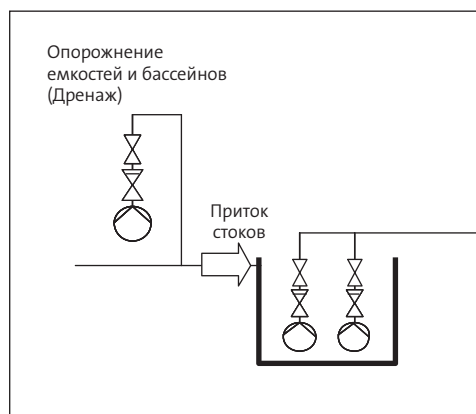 Опорожнение
емкостей и бассейнов
(Дренаж)
Приток
стоков